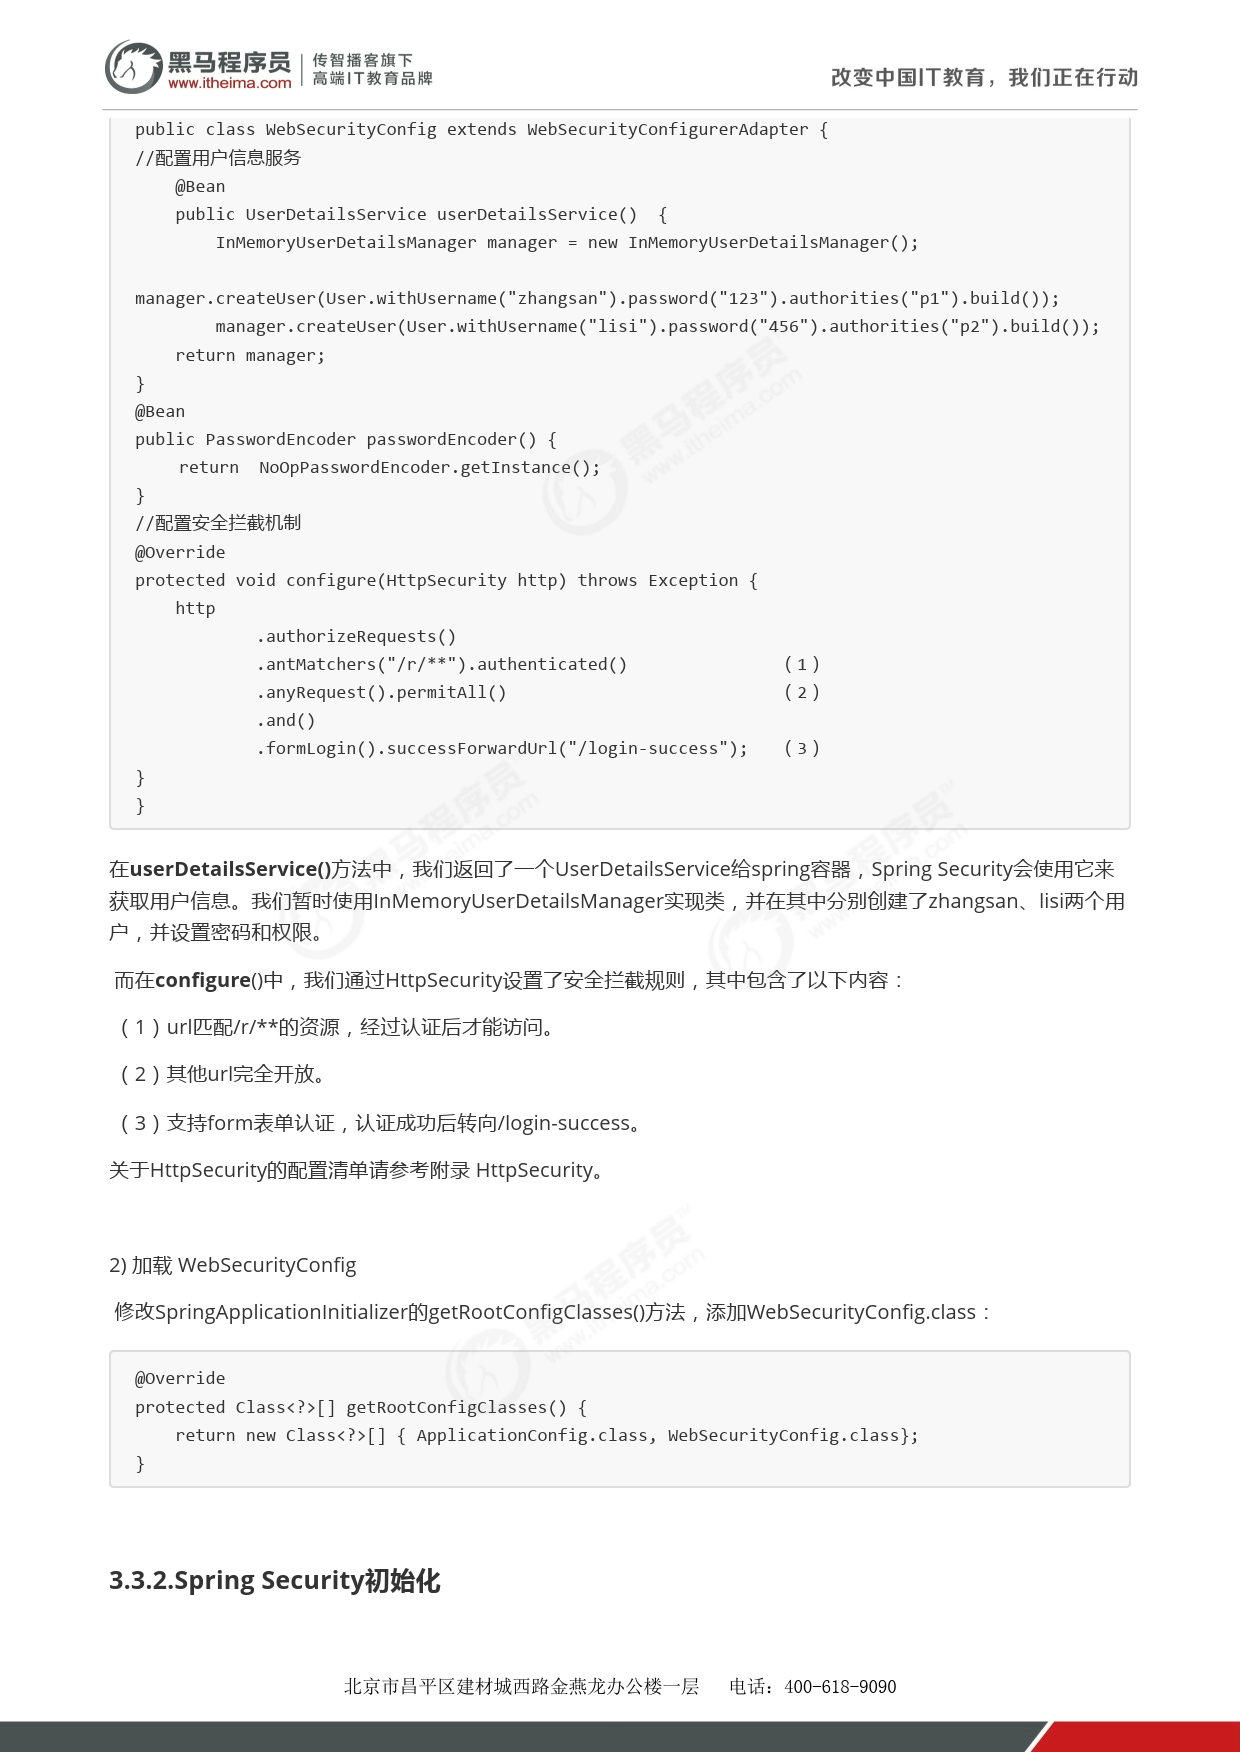 黑马程序员
www.itheima.com
传智播客旗下
高端IT教育品牌
改变中国IT教育，我们正在行动
public class WebSecurityConfig extends WebSecurityConfigurerAdapter {
//配置用户信息服务
    @Bean
    public UserDetailsService userDetailsService()  {
        InMemoryUserDetailsManager manager = new InMemoryUserDetailsManager();
manager.createUser(User.withUsername("zhangsan").password("123").authorities("p1").build());
        manager.createUser(User.withUsername("lisi").password("456").authorities("p2").build());
    return manager;
}
@Bean
public PasswordEncoder passwordEncoder() {
    return  NoOpPasswordEncoder.getInstance();
}
//配置安全拦截机制
@Override
protected void configure(HttpSecurity http) throws Exception {
    http
            .authorizeRequests()
            .antMatchers("/r/**").authenticated()                （1）
            .anyRequest().permitAll()                            （2）
            .and()
            .formLogin().successForwardUrl("/login-success");    （3）
}
}
在userDetailsService()方法中，我们返回了一个UserDetailsService给spring容器，Spring Security会使用它来
获取用户信息。我们暂时使用InMemoryUserDetailsManager实现类，并在其中分别创建了zhangsan、lisi两个用
户，并设置密码和权限。
而在configure()中，我们通过HttpSecurity设置了安全拦截规则，其中包含了以下内容：
（1）url匹配/r/**的资源，经过认证后才能访问。
（2）其他url完全开放。
（3）支持form表单认证，认证成功后转向/login-success。
关于HttpSecurity的配置清单请参考附录 HttpSecurity。
2) 加载 WebSecurityConfig
修改SpringApplicationInitializer的getRootConfigClasses()方法，添加WebSecurityConfig.class：
@Override
protected Class<?>[] getRootConfigClasses() {
    return new Class<?>[] { ApplicationConfig.class, WebSecurityConfig.class};
}
3.3.2.Spring Security初始化
北京市昌平区建材城西路金燕龙办公楼一层   电话：400-618-9090